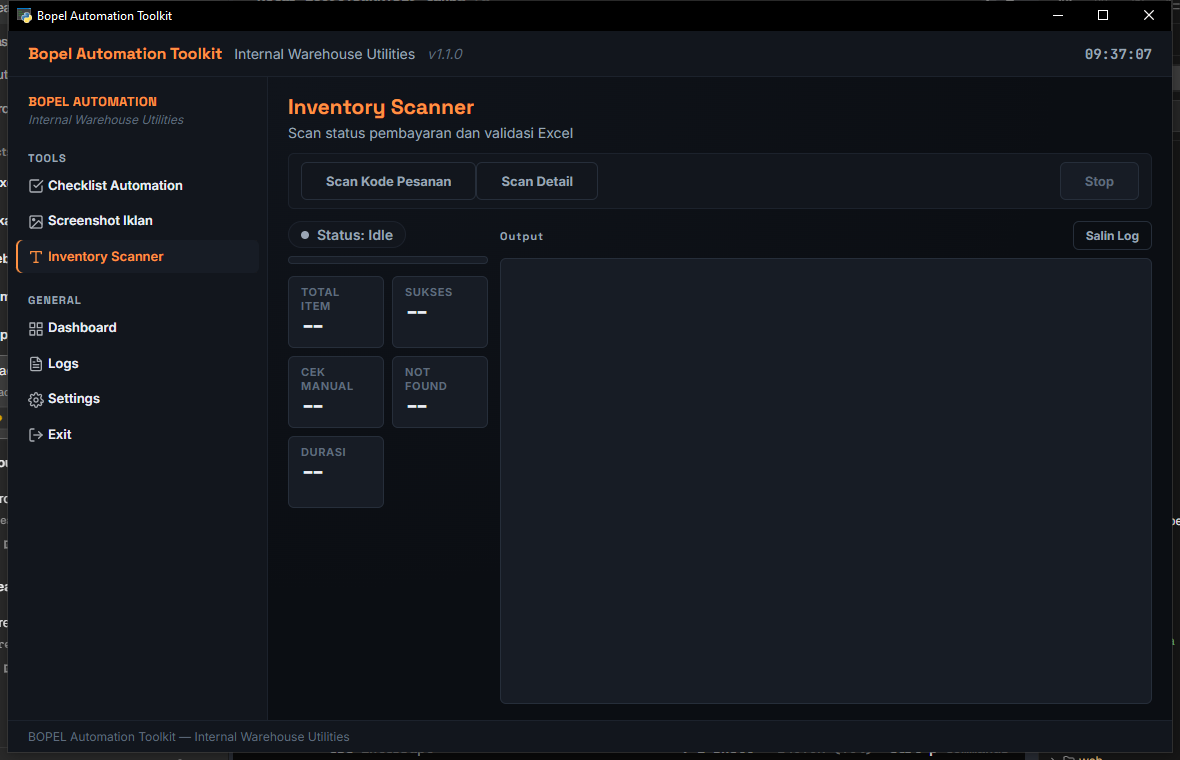 Bopel Automation Toolkit
Bopel Automation Toolkit Internal Warehouse Utilities v1.1.0 09:37:07
BOPEL AUTOMATION
Internal Warehouse Utilities
TOOLS
Checklist Automation
Screenshot Iklan
Inventory Scanner
GENERAL
Dashboard
Logs
Settings
Exit
Inventory Scanner
Scan status pembayaran dan validasi Excel
Scan Kode Pesanan
Scan Detail
Stop
Status: Idle
Output
Salin Log
TOTAL
ITEM
--
SUKSES
--
CEK
MANUAL
--
NOT
FOUND
--
DURASI
--
BOPEL Automation Toolkit — Internal Warehouse Utilities